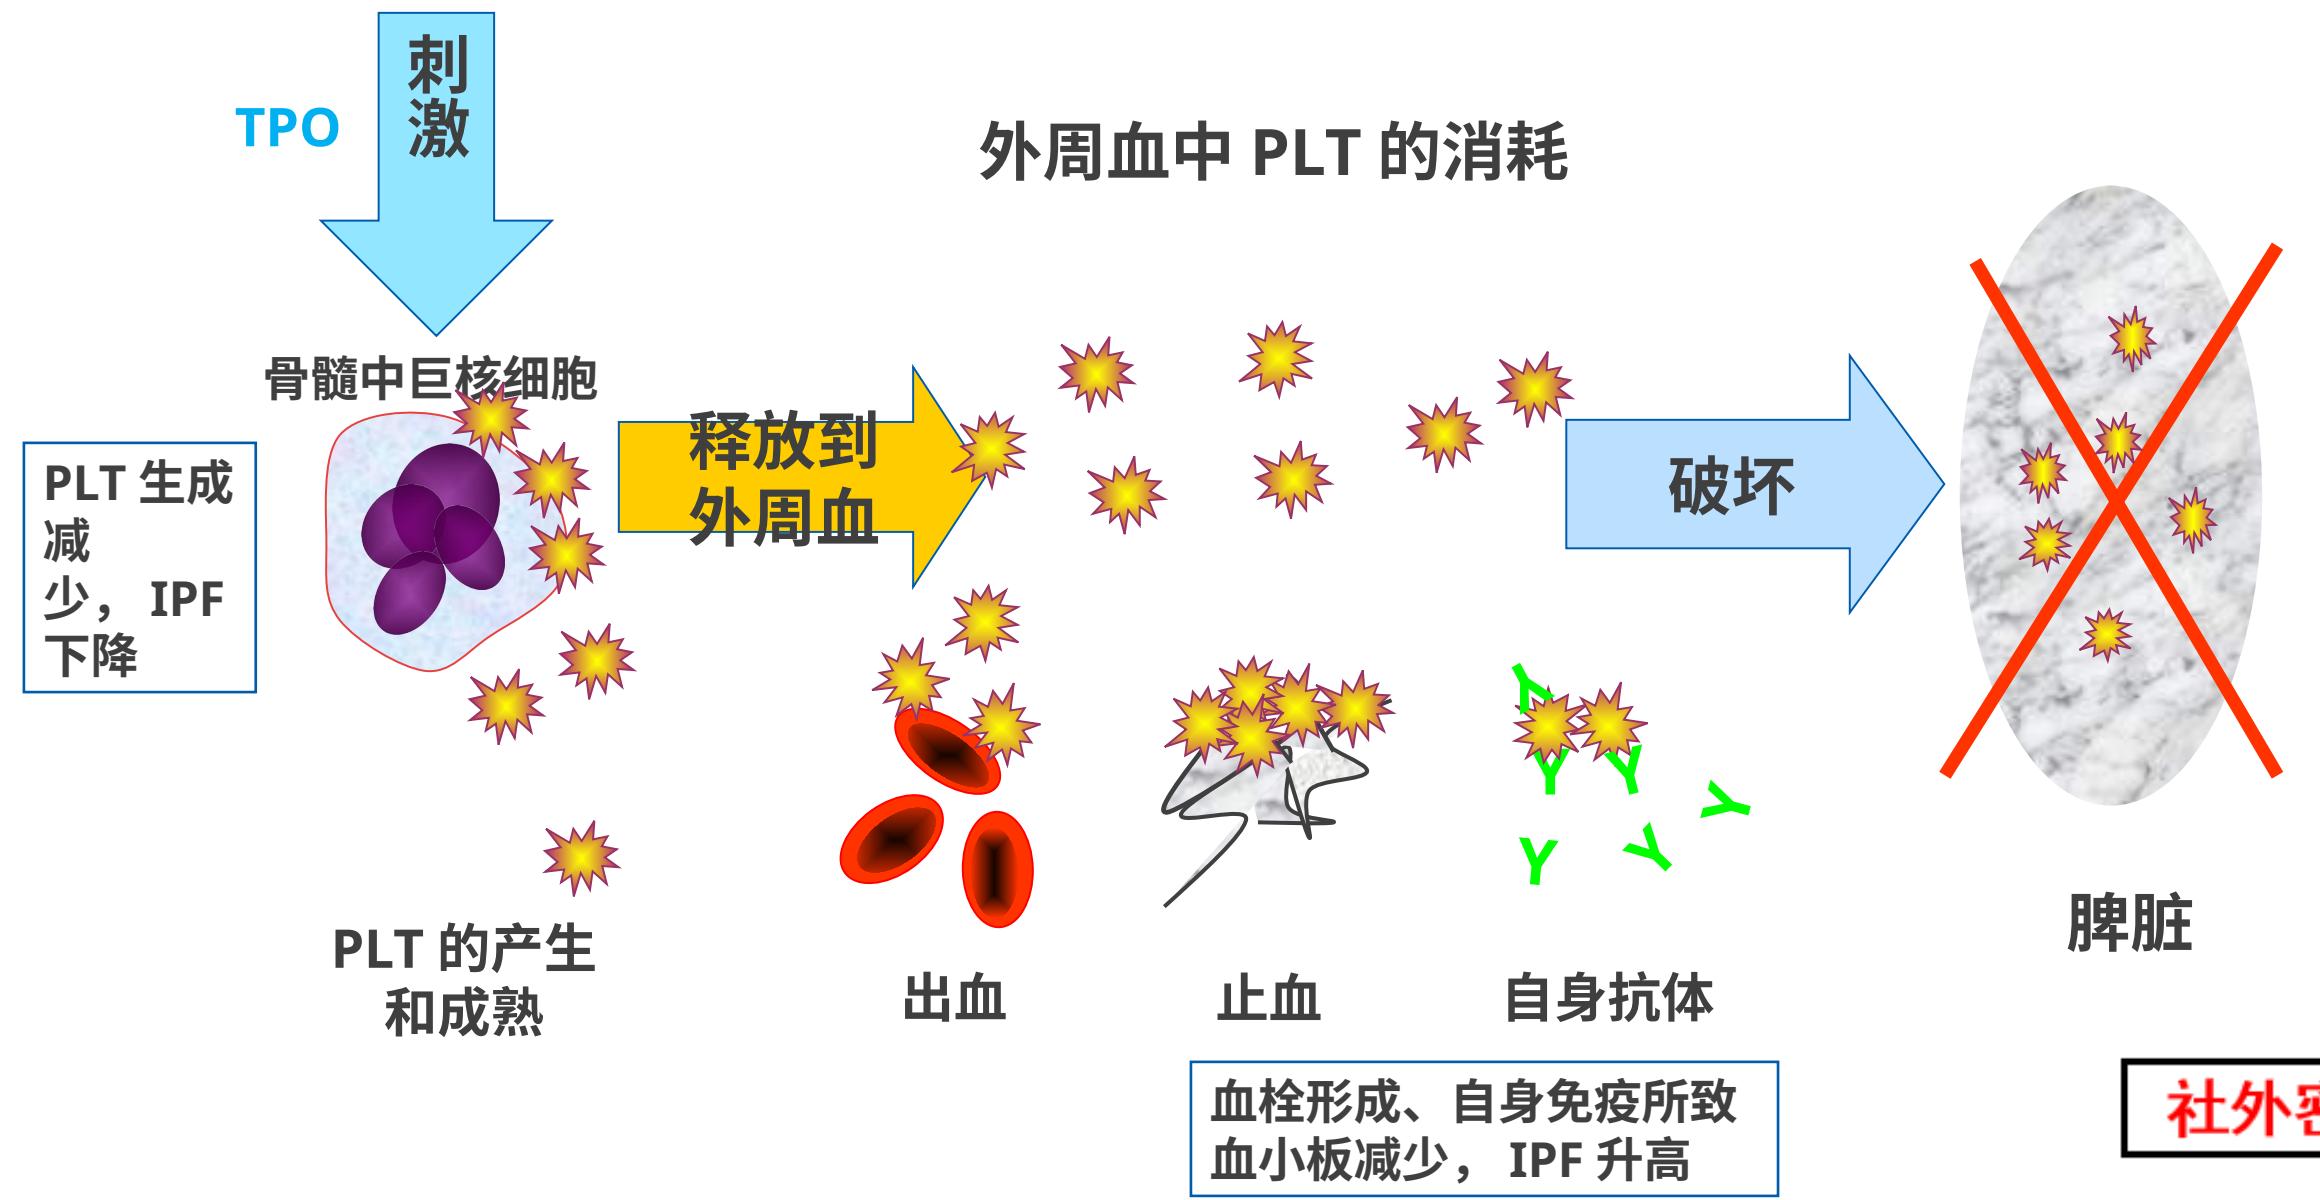 刺
激
TPO
外周血中 PLT 的消耗
骨髓中巨核细胞
PLT 生成
减
少，IPF
下降
释放到
外周血
破坏
PLT 的产生
和成熟
出血
止血
自身抗体
脾脏
血栓形成、自身免疫所致
血小板减少，IPF 升高
社外